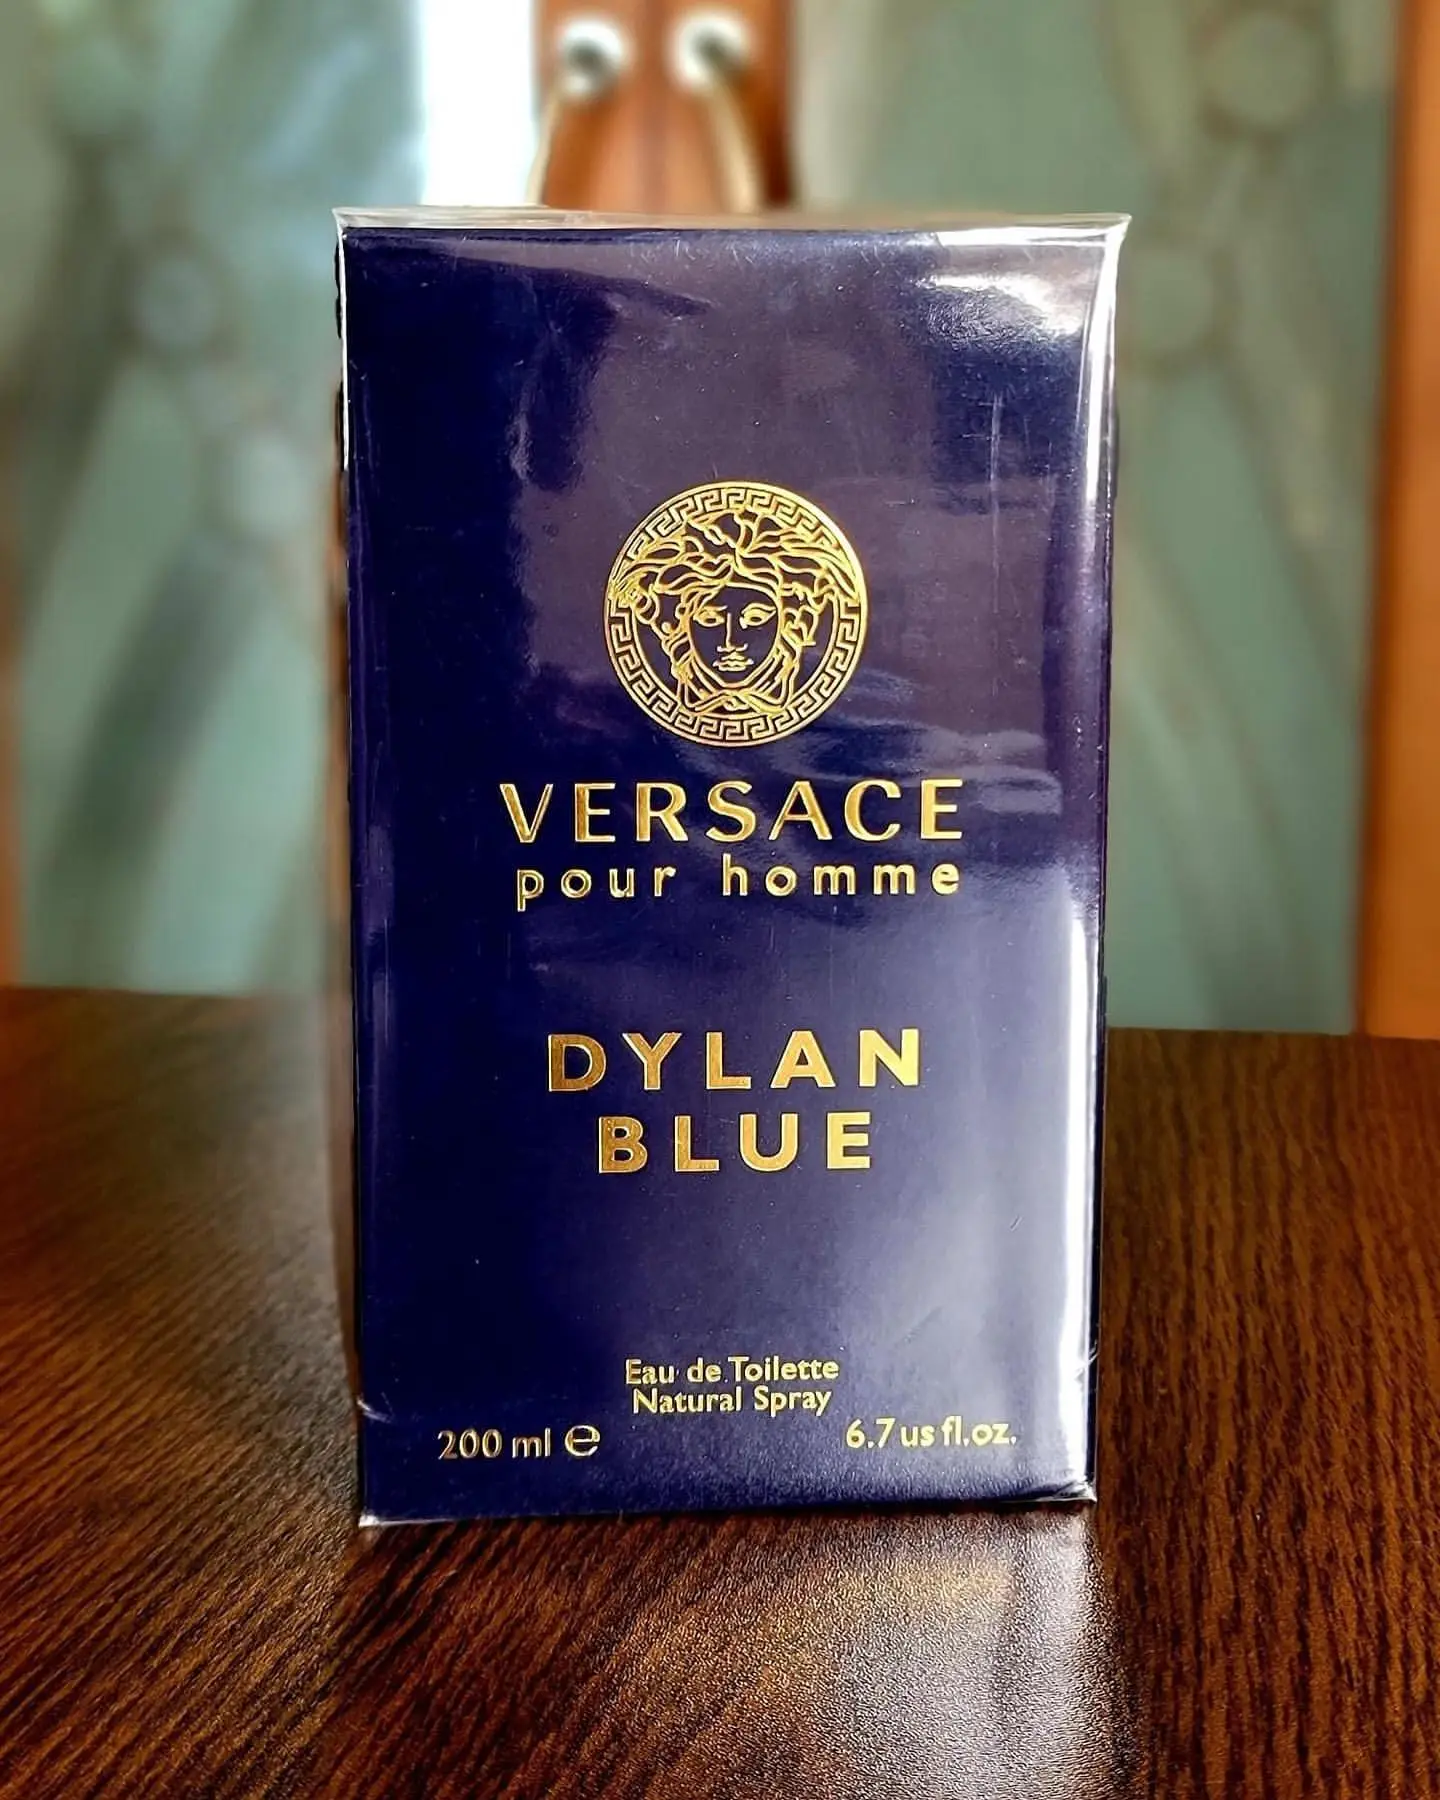 VERSACE
pour homme
DYLAN
BLUE
Eau de Toilette
Natural Spray
200 ml ℮
6.7 us fl.oz.